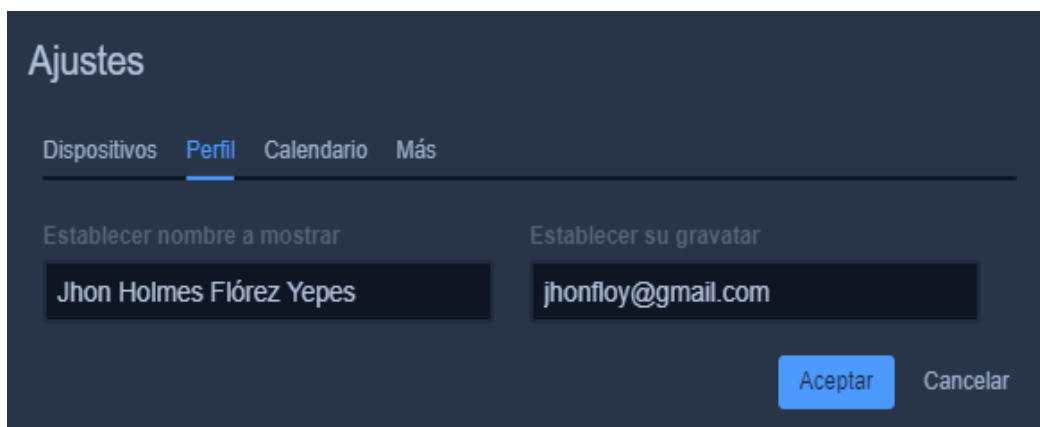 Ajustes
Dispositivos Perfil Calendario Más
Establecer nombre a mostrar Establecer su gravatar
Jhon Holmes Flórez Yepes jhonfloy@gmail.com
Aceptar Cancelar